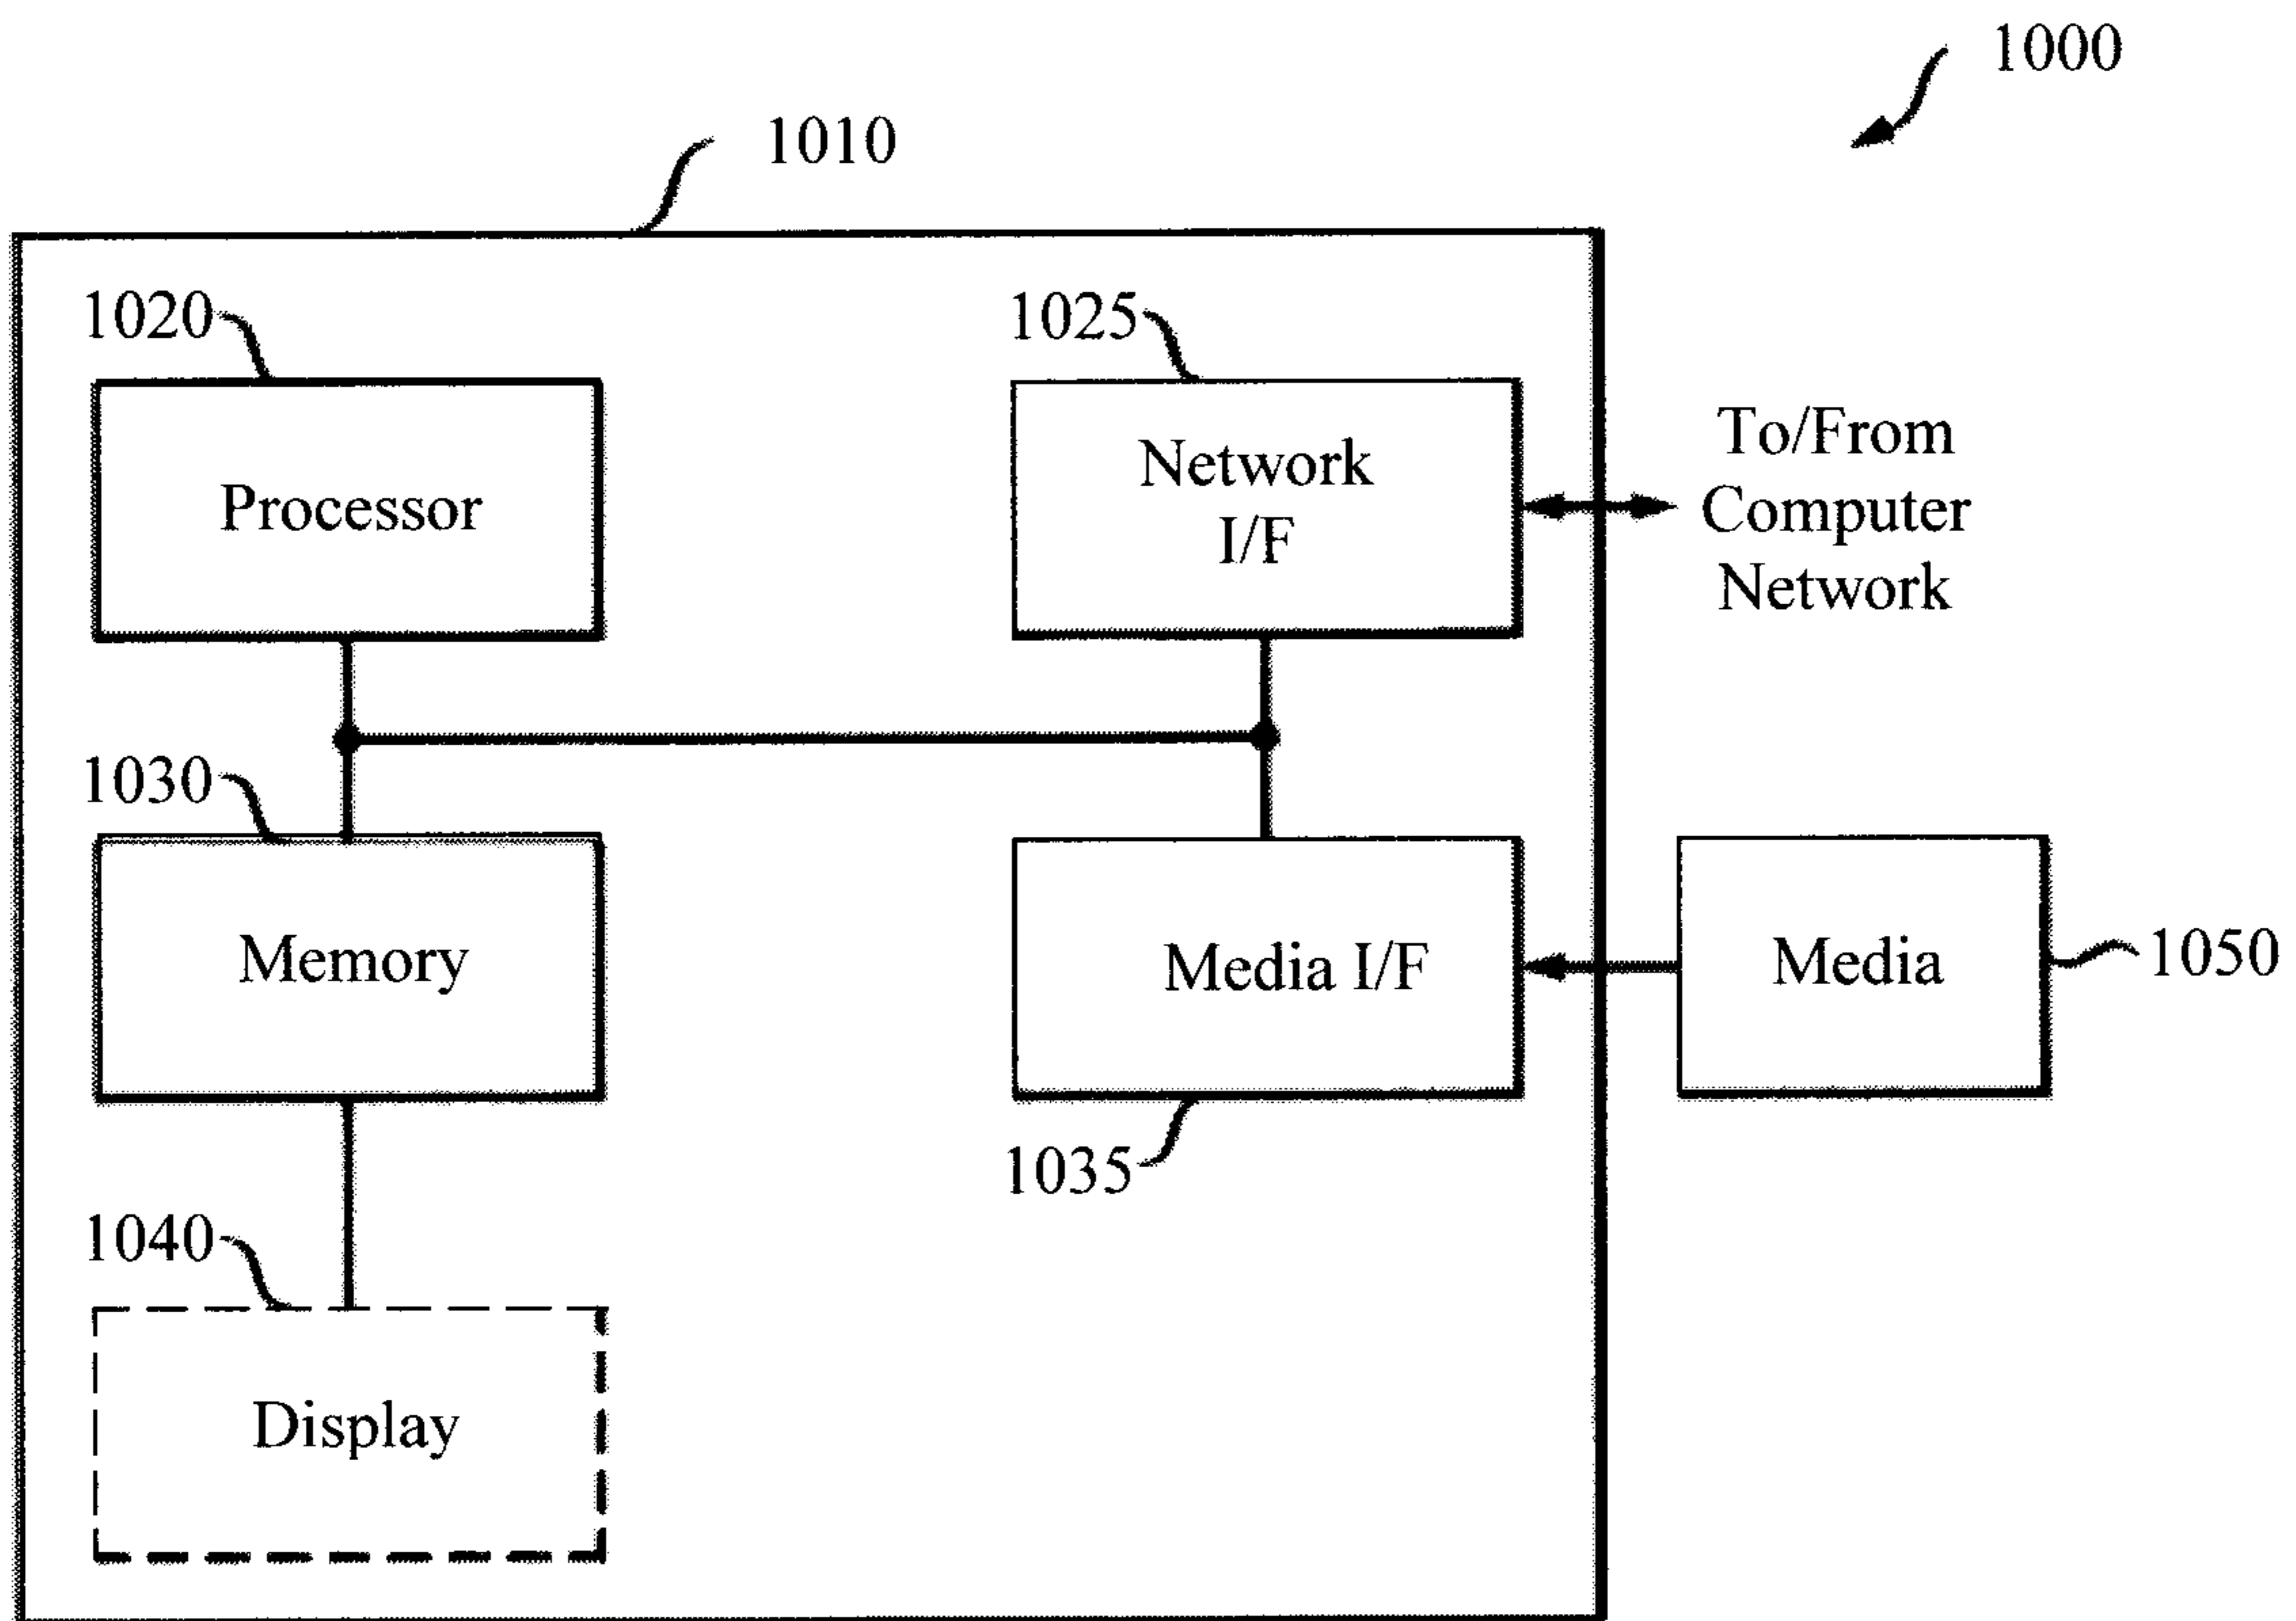 1000
1010
1020
1025
Processor
Network
I/F
To/From
Computer
Network
1030
Memory
Media I/F
Media
1050
1035
1040
Display